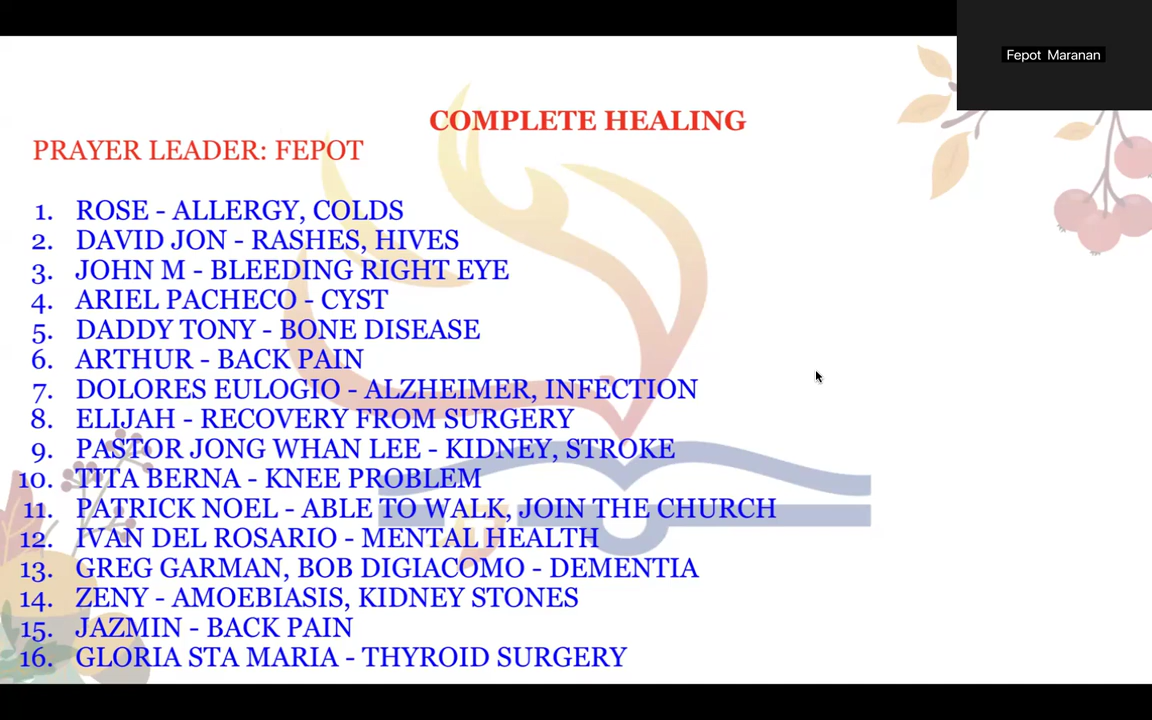 Fepot Maranan
COMPLETE HEALING
PRAYER LEADER: FEPOT
1. ROSE - ALLERGY, COLDS
2. DAVID JON - RASHES, HIVES
3. JOHN M - BLEEDING RIGHT EYE
4. ARIEL PACHECO - CYST
5. DADDY TONY - BONE DISEASE
6. ARTHUR - BACK PAIN
7. DOLORES EULOGIO - ALZHEIMER, INFECTION
8. ELIJAH - RECOVERY FROM SURGERY
9. PASTOR JONG WHAN LEE - KIDNEY, STROKE
10. TITA BERNA - KNEE PROBLEM
11. PATRICK NOEL - ABLE TO WALK, JOIN THE CHURCH
12. IVAN DEL ROSARIO - MENTAL HEALTH
13. GREG GARMAN, BOB DIGIACOMO - DEMENTIA
14. ZENY - AMOEBIASIS, KIDNEY STONES
15. JAZMIN - BACK PAIN
16. GLORIA STA MARIA - THYROID SURGERY